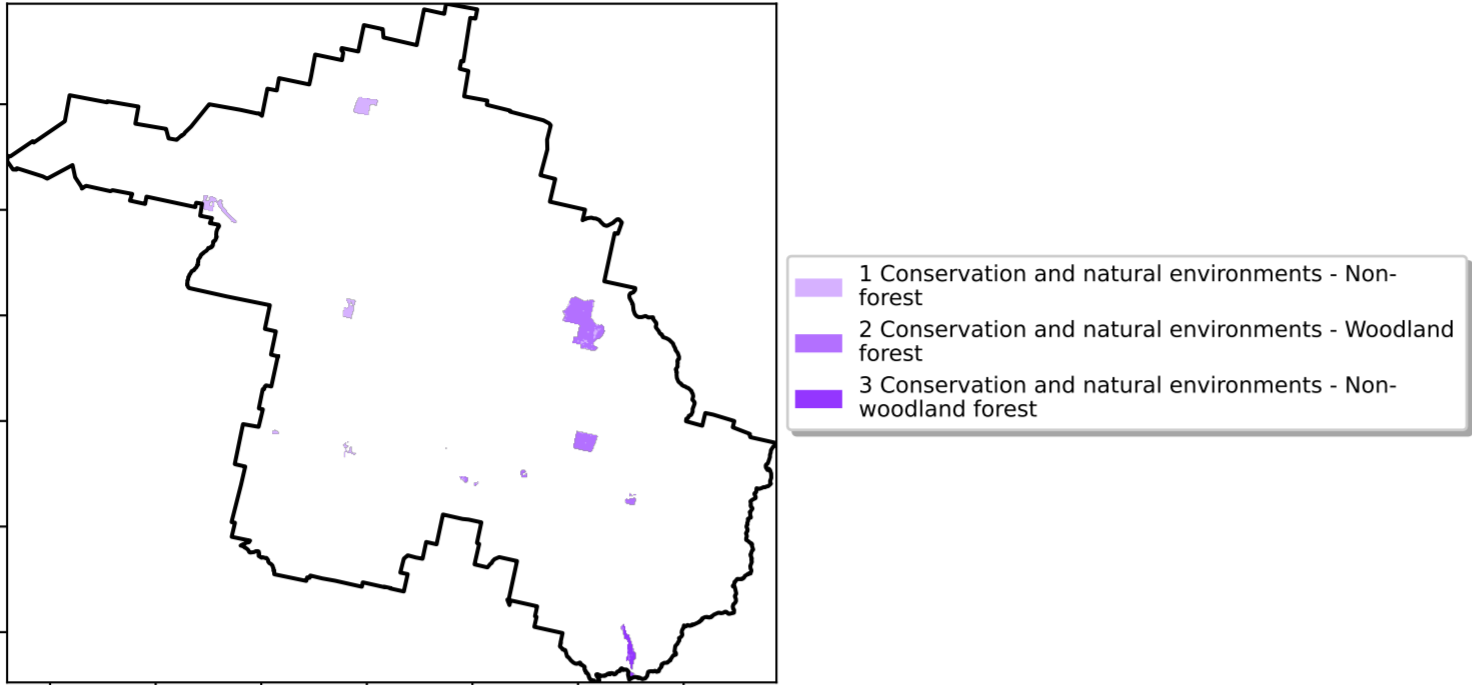 1 Conservation and natural environments - Non-
forest
2 Conservation and natural environments - Woodland
forest
3 Conservation and natural environments - Non-
woodland forest